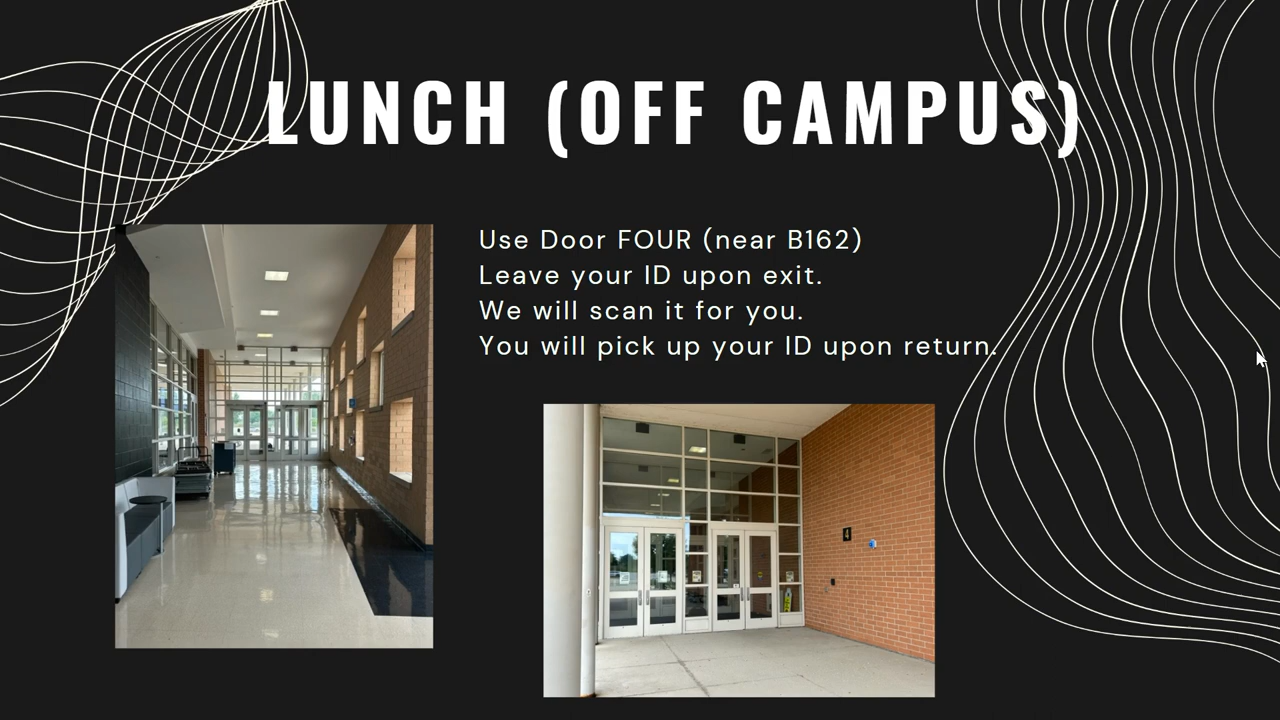 LUNCH (OFF CAMPUS)
Use Door FOUR (near B162)
Leave your ID upon exit.
We will scan it for you.
You will pick up your ID upon return.
4